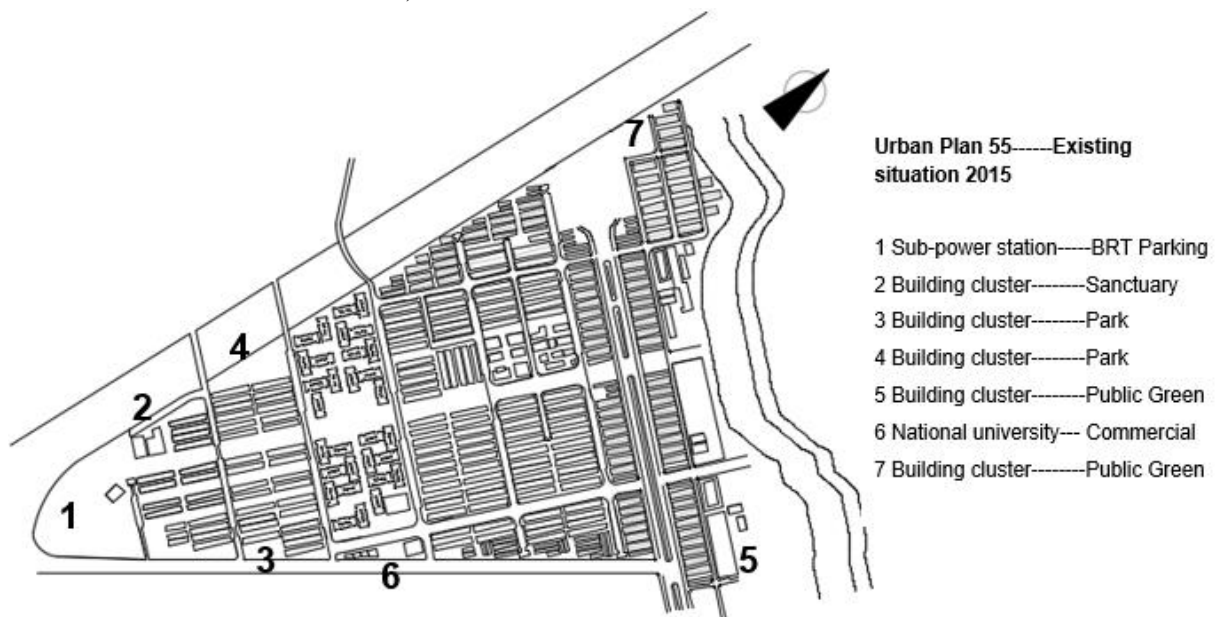 7
4
2
1
3
6
5
Urban Plan 55------Existing
situation 2015
1 Sub-power station-----BRT Parking
2 Building cluster--------Sanctuary
3 Building cluster--------Park
4 Building cluster--------Park
5 Building cluster--------Public Green
6 National university--- Commercial
7 Building cluster--------Public Green